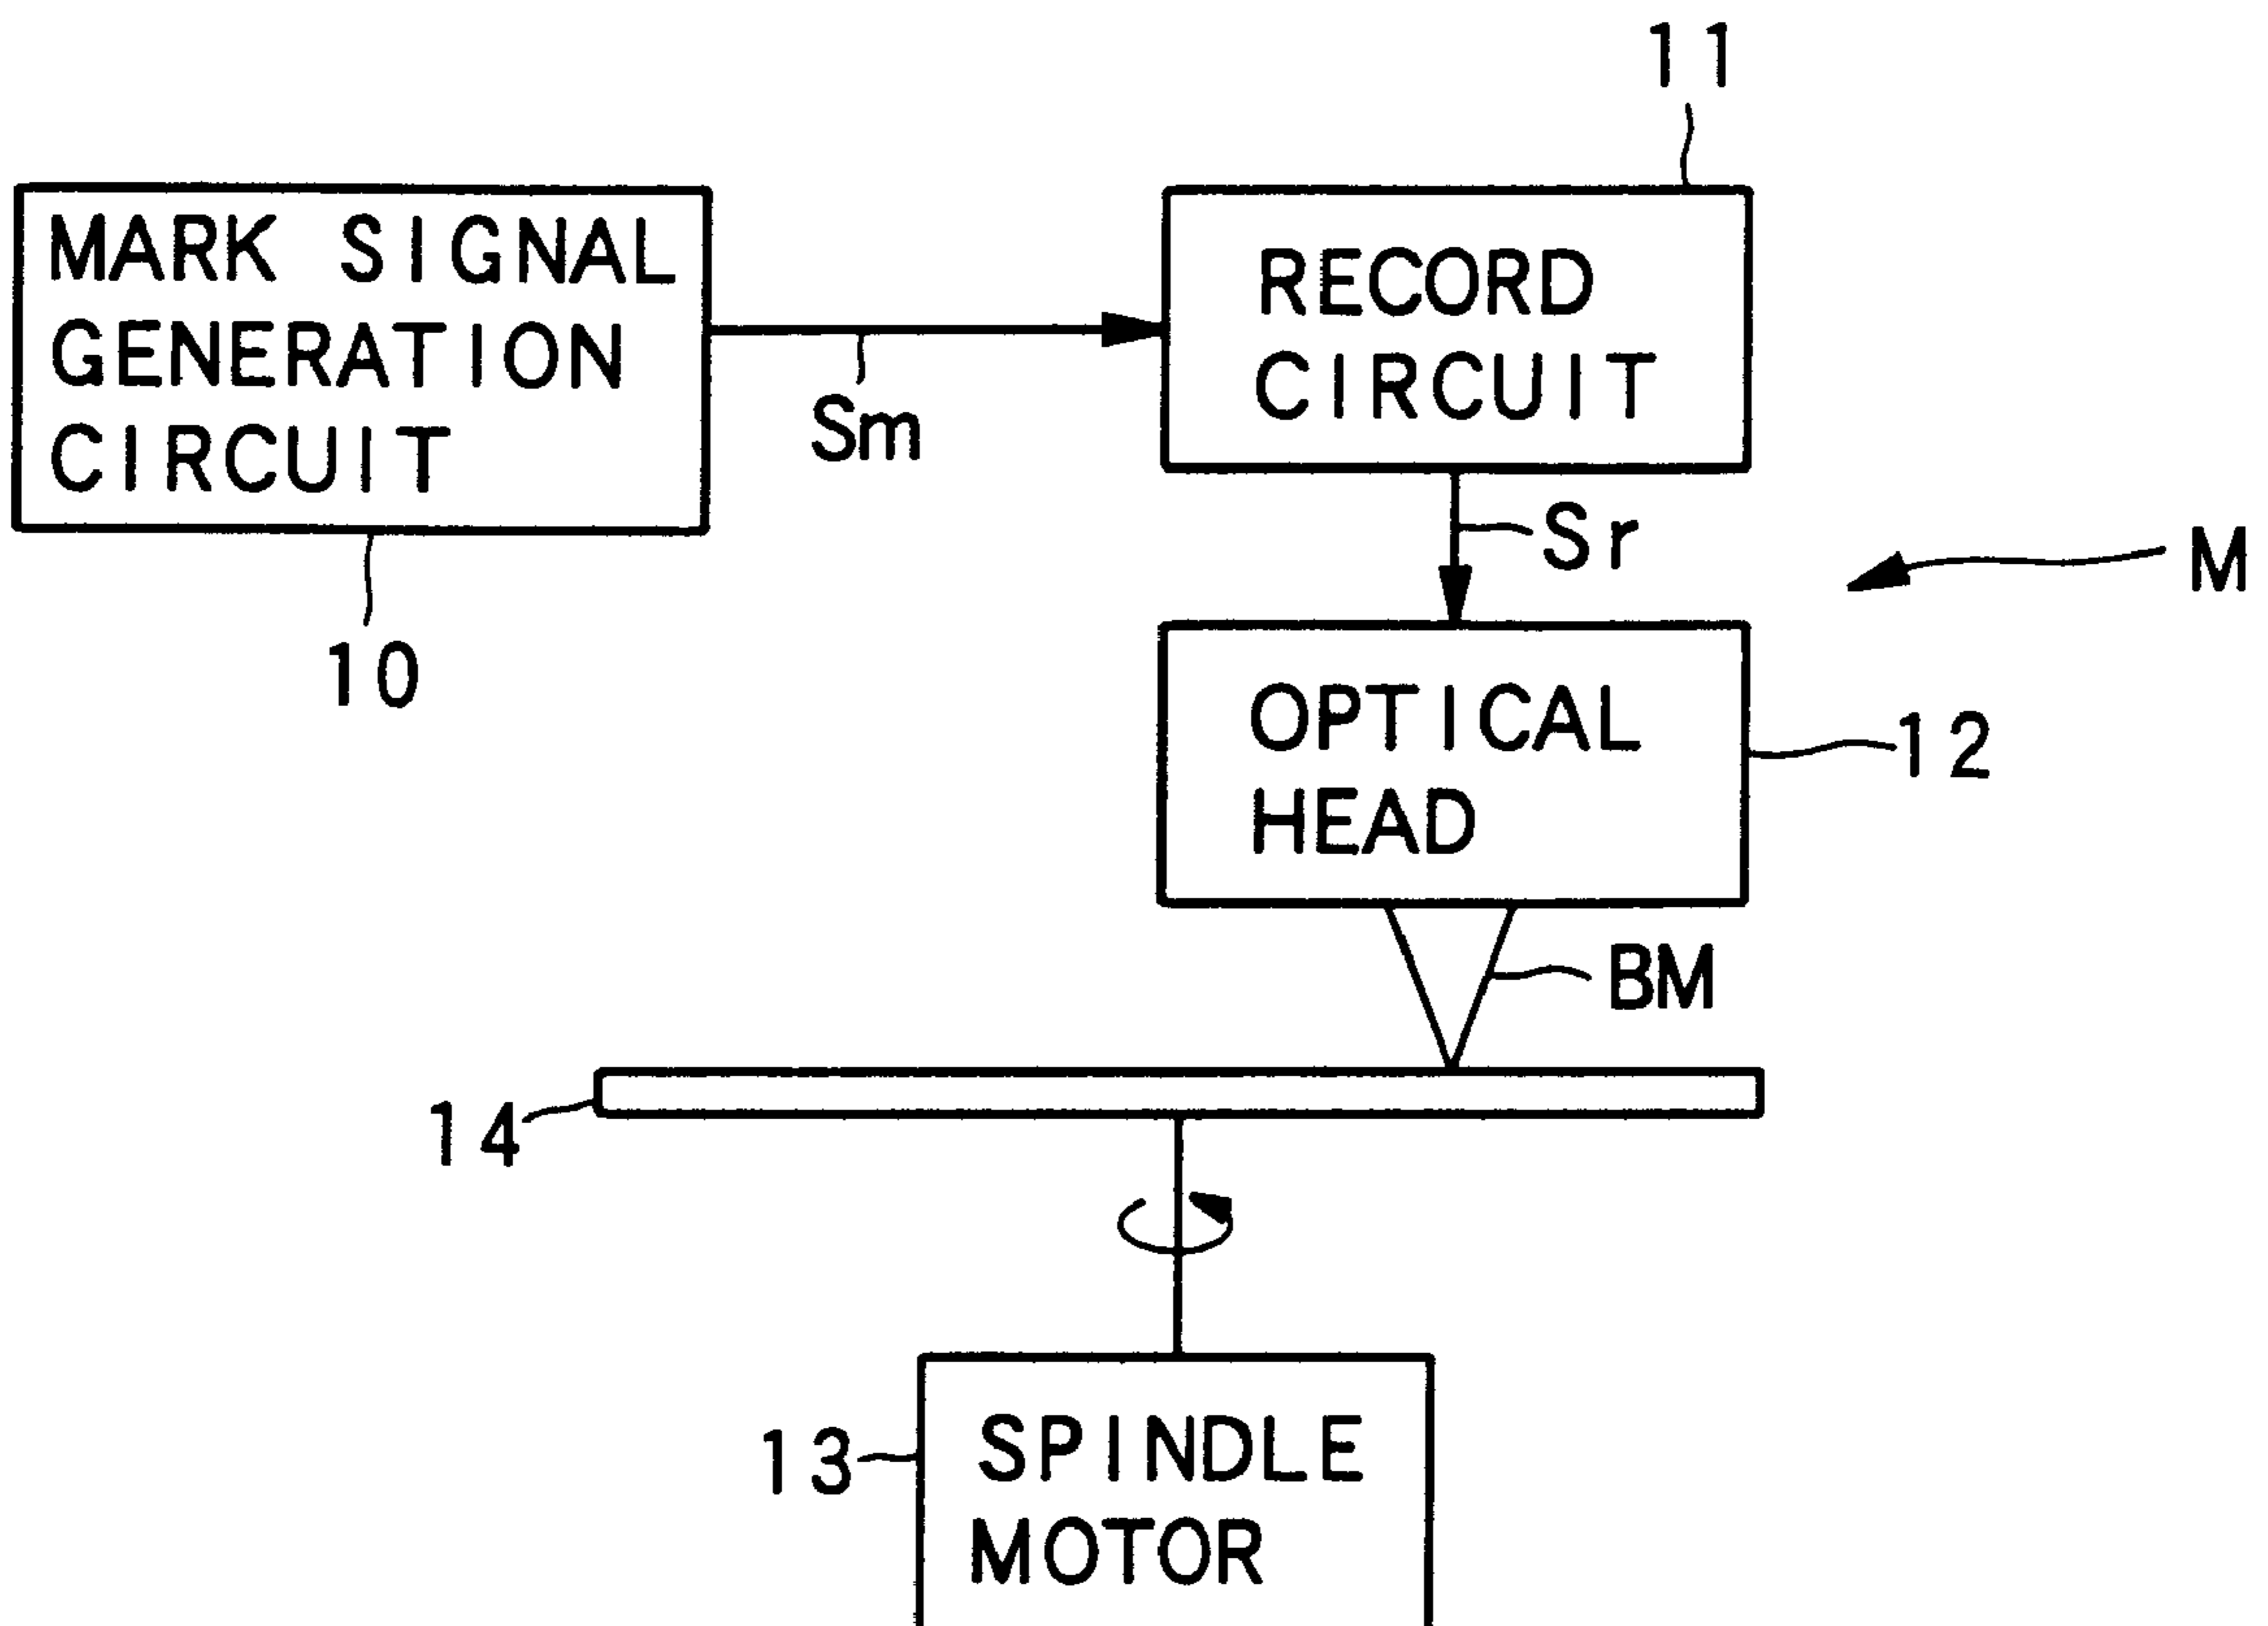 11
MARK SIGNAL
GENERATION
CIRCUIT
RECORD
CIRCUIT
Sm
Sr
M
10
OPTICAL
HEAD
12
BM
14
13
SPINDLE
MOTOR